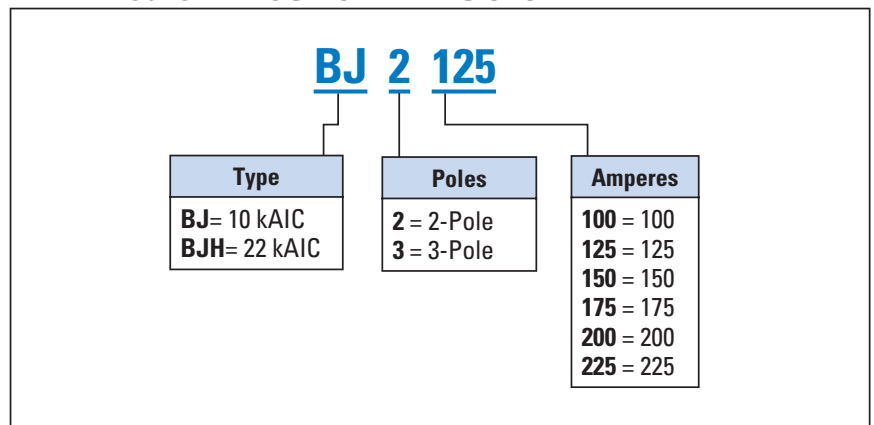 BJ 2 125
Type
BJ= 10 kAIC
BJH= 22 kAIC
Poles
2 = 2-Pole
3 = 3-Pole
Amperes
100 = 100
125 = 125
150 = 150
175 = 175
200 = 200
225 = 225